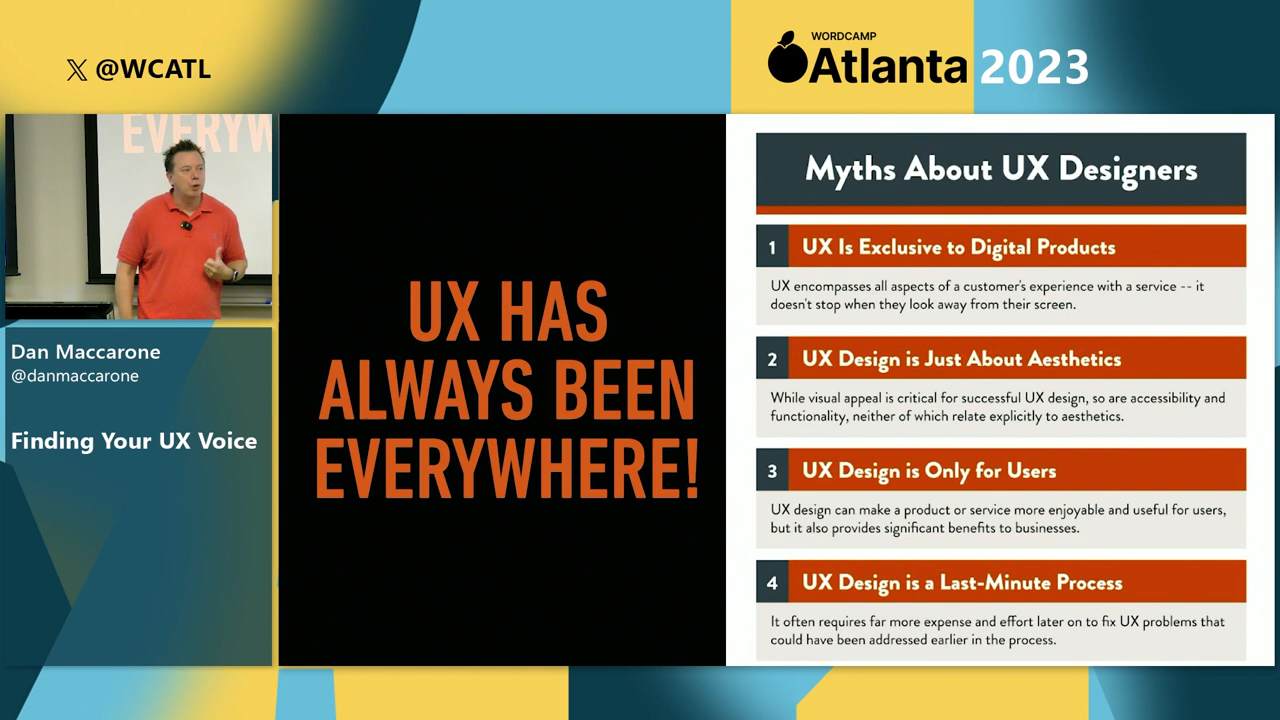 𝕏 @WCATL
WORDCAMP
Atlanta 2023
EVERYW
Dan Maccarone
@danmaccarone
Finding Your UX Voice
UX HAS
ALWAYS BEEN
EVERYWHERE!
Myths About UX Designers
1 UX Is Exclusive to Digital Products
UX encompasses all aspects of a customer's experience with a service -- it
doesn't stop when they look away from their screen.
2 UX Design is Just About Aesthetics
While visual appeal is critical for successful UX design, so are accessibility and
functionality, neither of which relate explicitly to aesthetics.
3 UX Design is Only for Users
UX design can make a product or service more enjoyable and useful for users,
but it also provides significant benefits to businesses.
4 UX Design is a Last-Minute Process
It often requires far more expense and effort later on to fix UX problems that
could have been addressed earlier in the process.